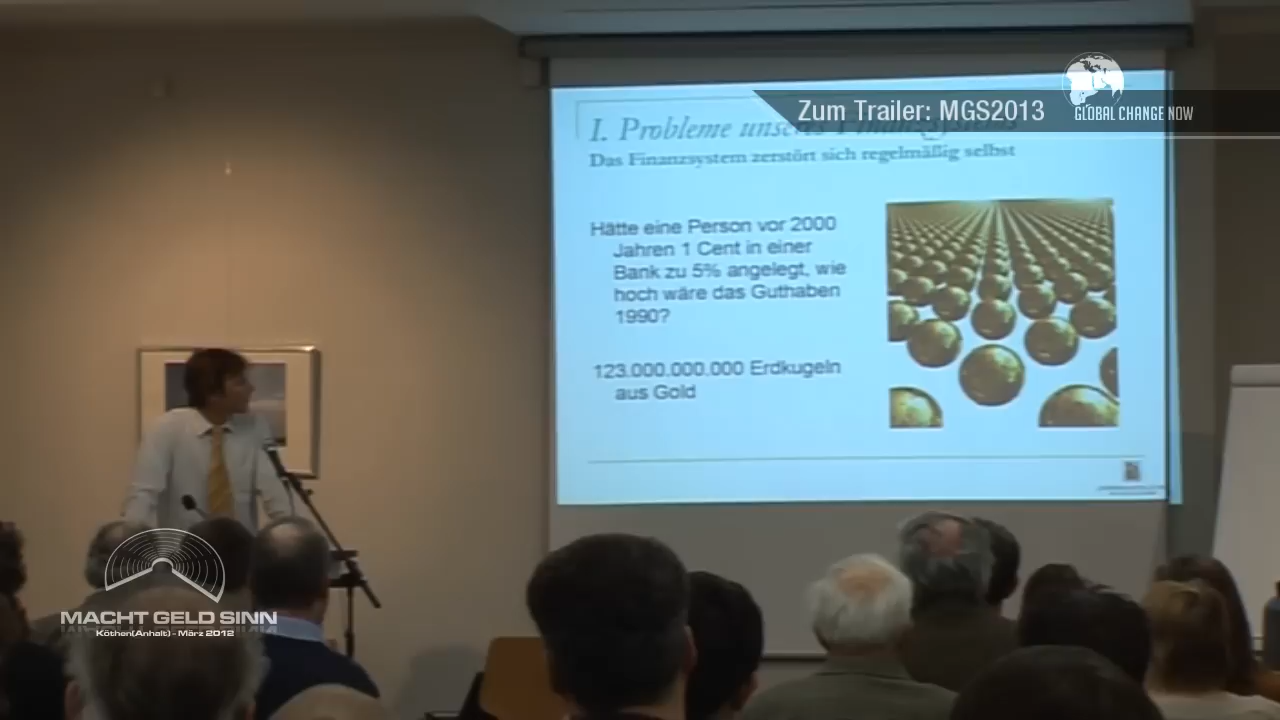 Zum Trailer: MGS2013
GLOBAL CHANGE NOW
I. Probleme unseres Finanzsystems
Das Finanzsystem zerstört sich regelmäßig selbst
Hätte eine Person vor 2000
Jahren 1 Cent in einer
Bank zu 5% angelegt, wie
hoch wäre das Guthaben
1990?
123.000.000.000 Erdkugeln
aus Gold
MACHT GELD SINN
Köthen(Anhalt) - März 2012